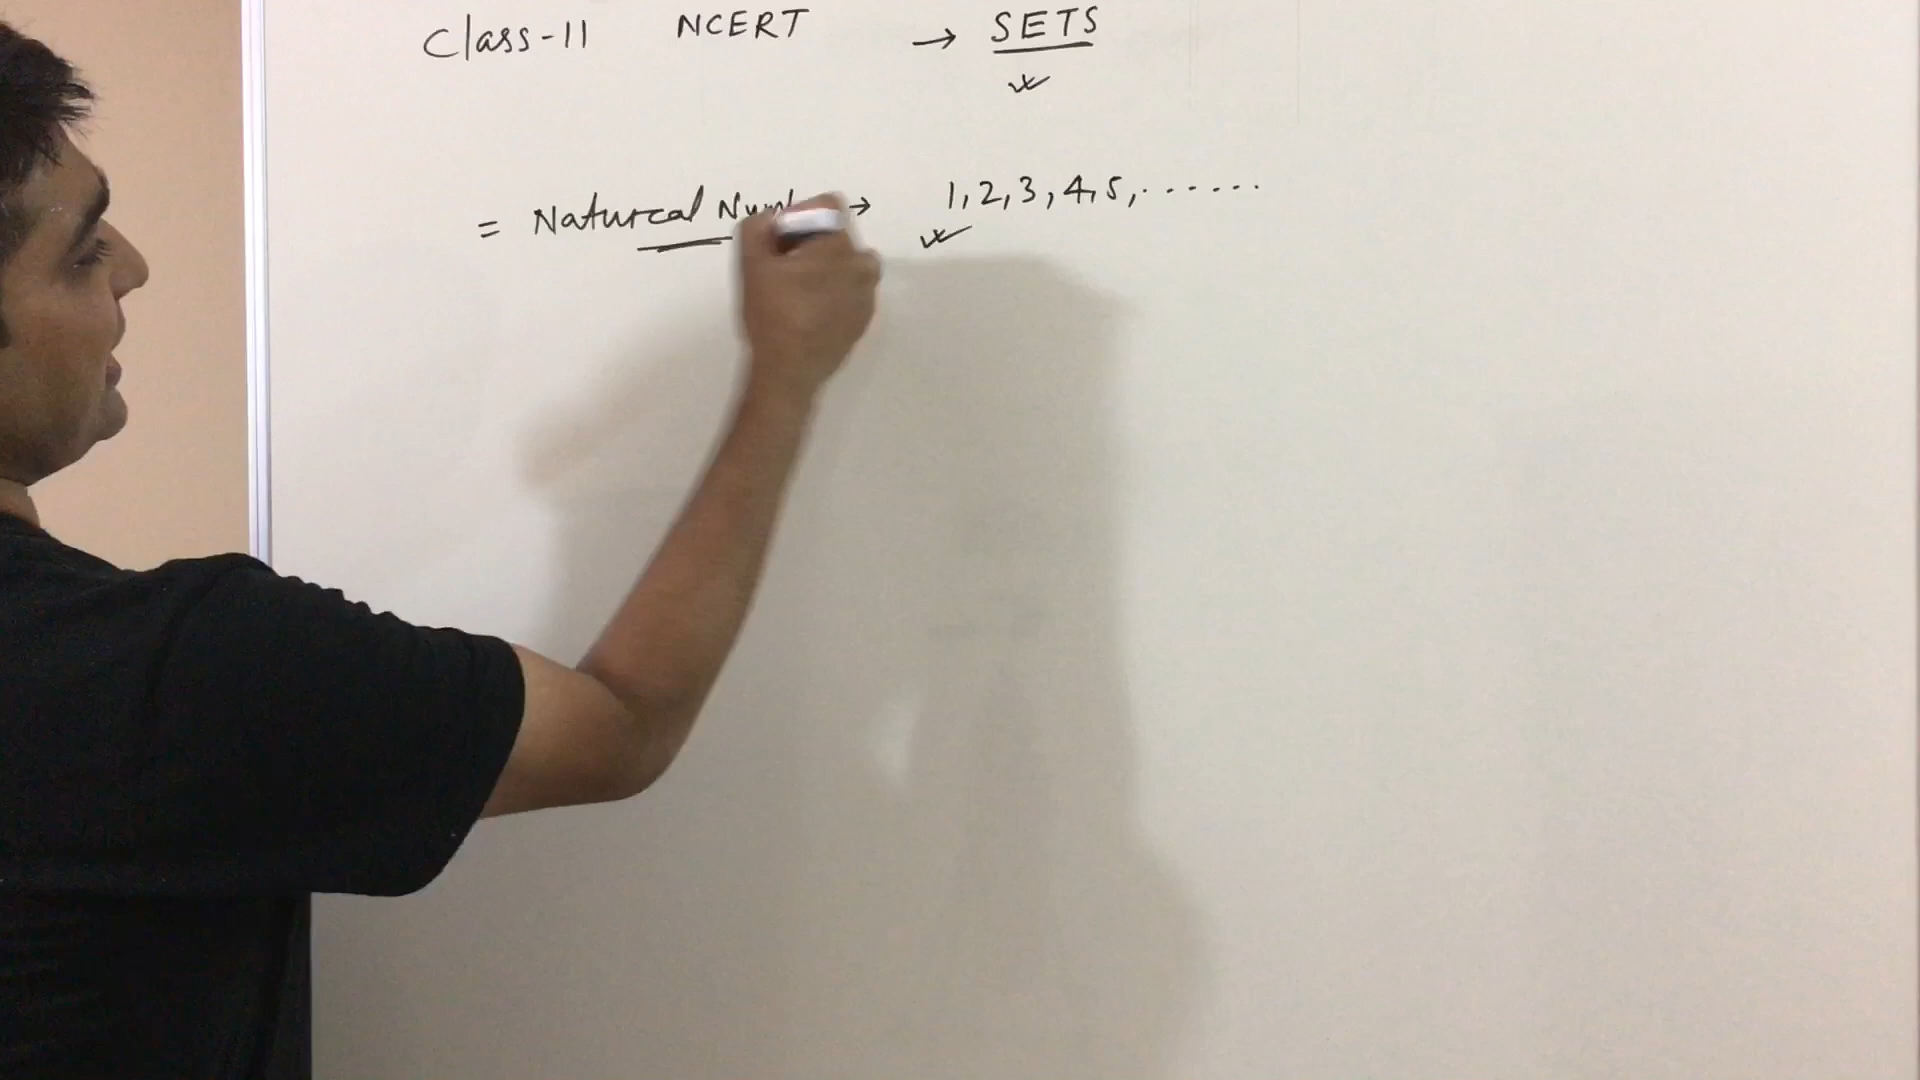 Class-11 NCERT → SETS
= Natural → 1,2,3,4,5,.......